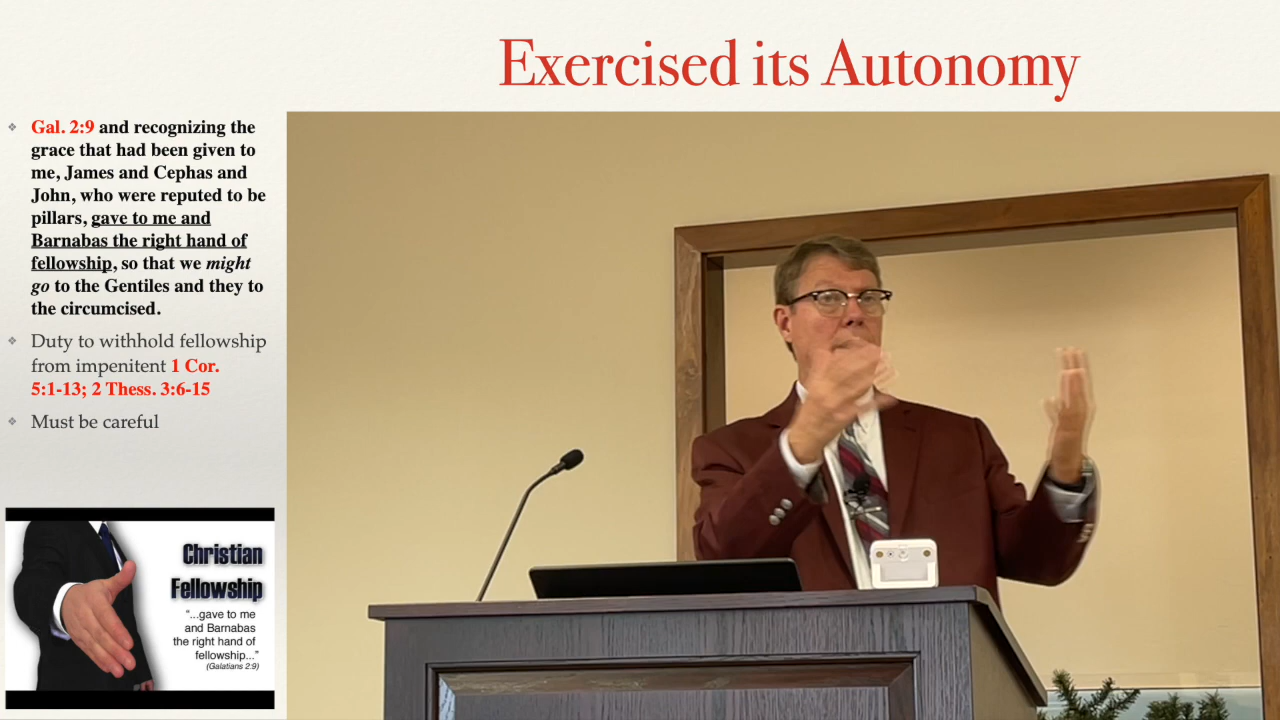 Exercised its Autonomy
Gal. 2:9 and recognizing the
grace that had been given to
me, James and Cephas and
John, who were reputed to be
pillars, gave to me and
Barnabas the right hand of
fellowship, so that we might
go to the Gentiles and they to
the circumcised.
Duty to withhold fellowship
from impenitent 1 Cor.
5:1-13; 2 Thess. 3:6-15
Must be careful
Christian
Fellowship
"...gave to me
and Barnabas
the right hand of
fellowship..."
(Galatians 2:9)